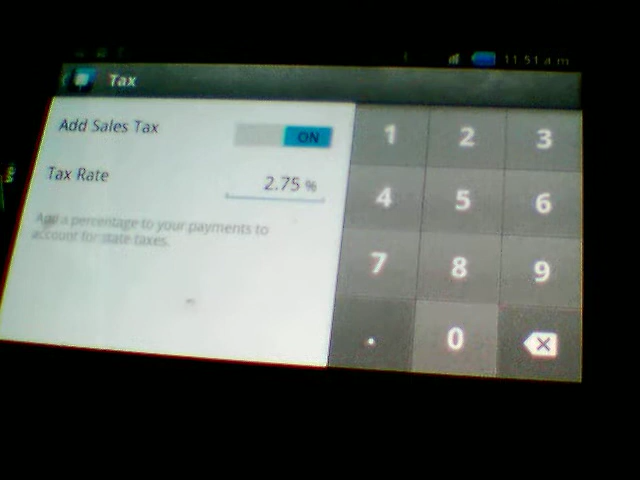 11:51 a.m.
Tax
Add Sales Tax
ON
Tax Rate
2.75 %
Add a percentage to your payments to
account for state taxes.
1 2 3
4 5 6
7 8 9
. 0